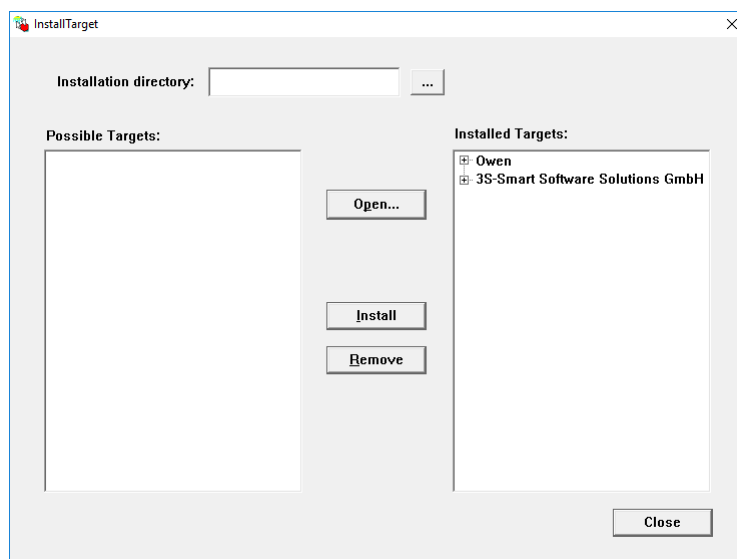 InstallTarget
Installation directory:
...
Possible Targets:
Installed Targets:
Owen
3S-Smart Software Solutions GmbH
Open...
Install
Remove
Close